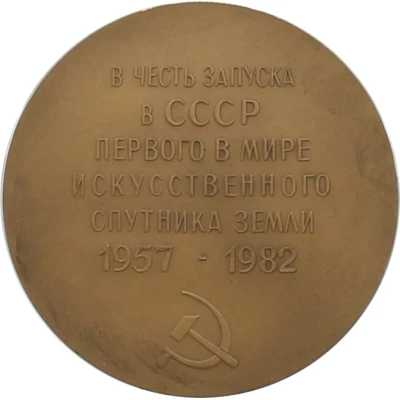 В ЧЕСТЬ ЗАПУСКА
В СССР
ПЕРВОГО В МИРЕ
ИСКУССТВЕННОГО
СПУТНИКА ЗЕМЛИ
1957 - 1982